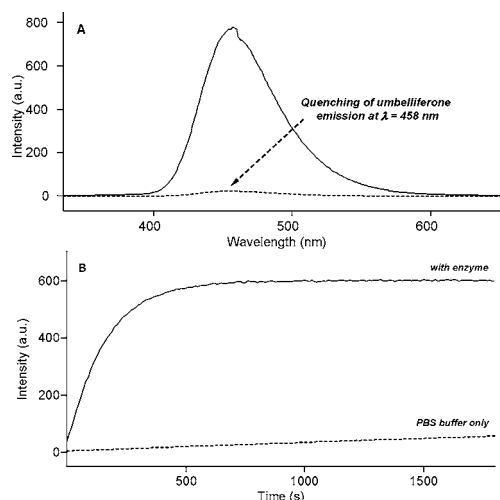 A
800
600
400
200
0
Intensity (a.u.)
Quenching of umbelliferone
emission at λ = 458 nm
400
500
600
Wavelength (nm)
B
600
400
200
0
Intensity (a.u.)
with enzyme
PBS buffer only
500
1000
1500
Time (s)